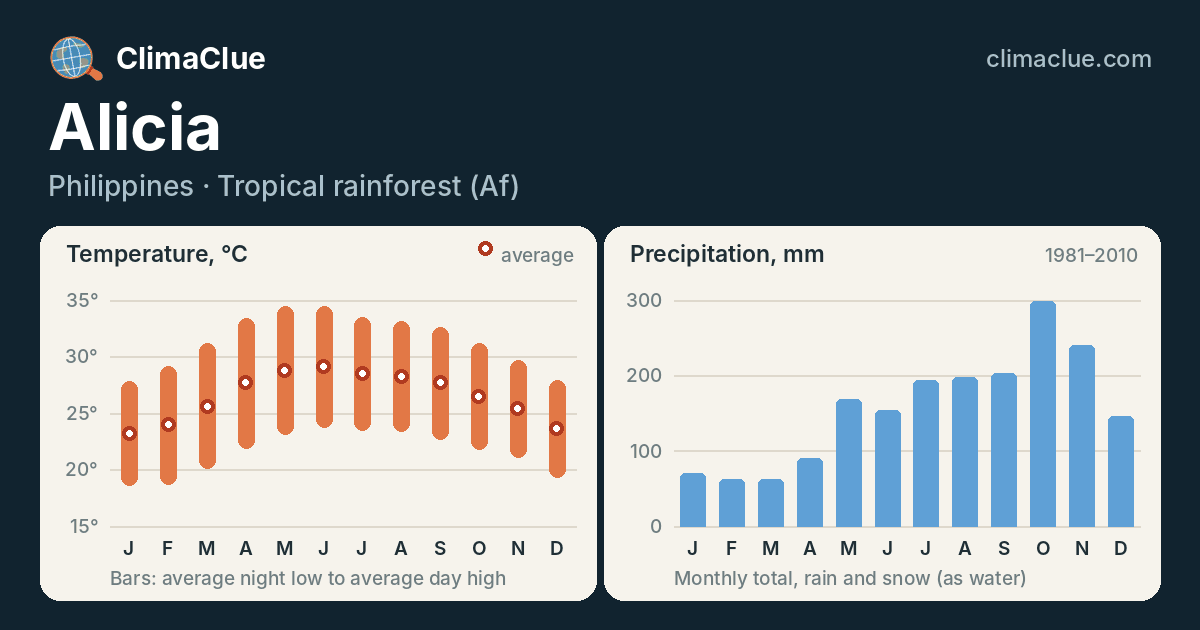 ClimaClue
climaclue.com
Alicia
Philippines · Tropical rainforest (Af)
Temperature, °C
average
35°
30°
25°
20°
15°
J F M A M J J A S O N D
Bars: average night low to average day high
Precipitation, mm
1981–2010
300
200
100
0
J F M A M J J A S O N D
Monthly total, rain and snow (as water)